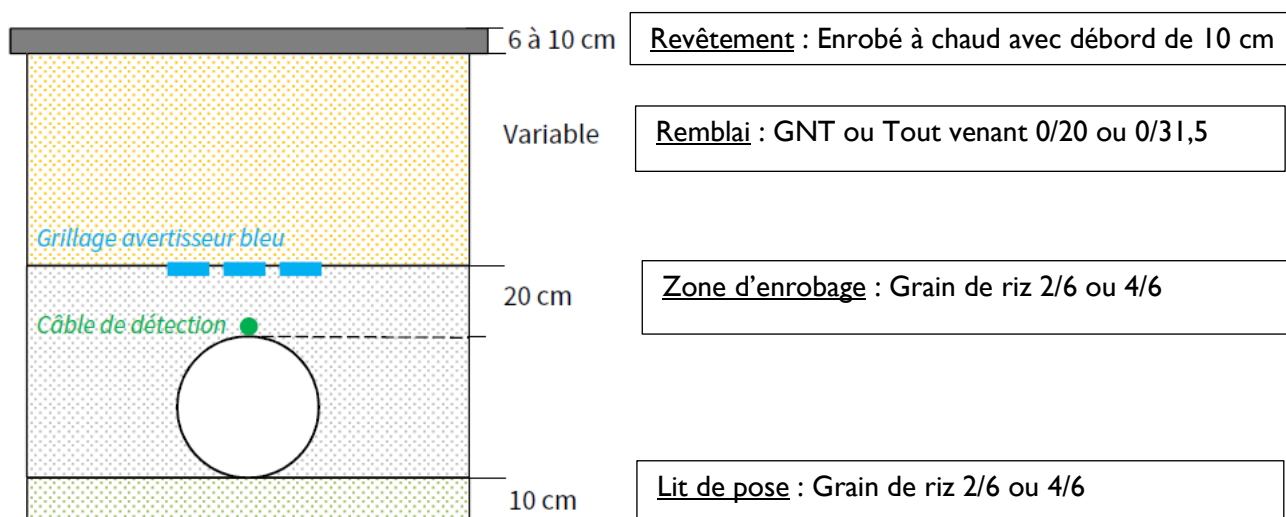 6 à 10 cm
Revêtement : Enrobé à chaud avec débord de 10 cm
Variable
Remblai : GNT ou Tout venant 0/20 ou 0/31,5
Grillage avertisseur bleu
20 cm
Zone d’enrobage : Grain de riz 2/6 ou 4/6
Câble de détection
10 cm
Lit de pose : Grain de riz 2/6 ou 4/6